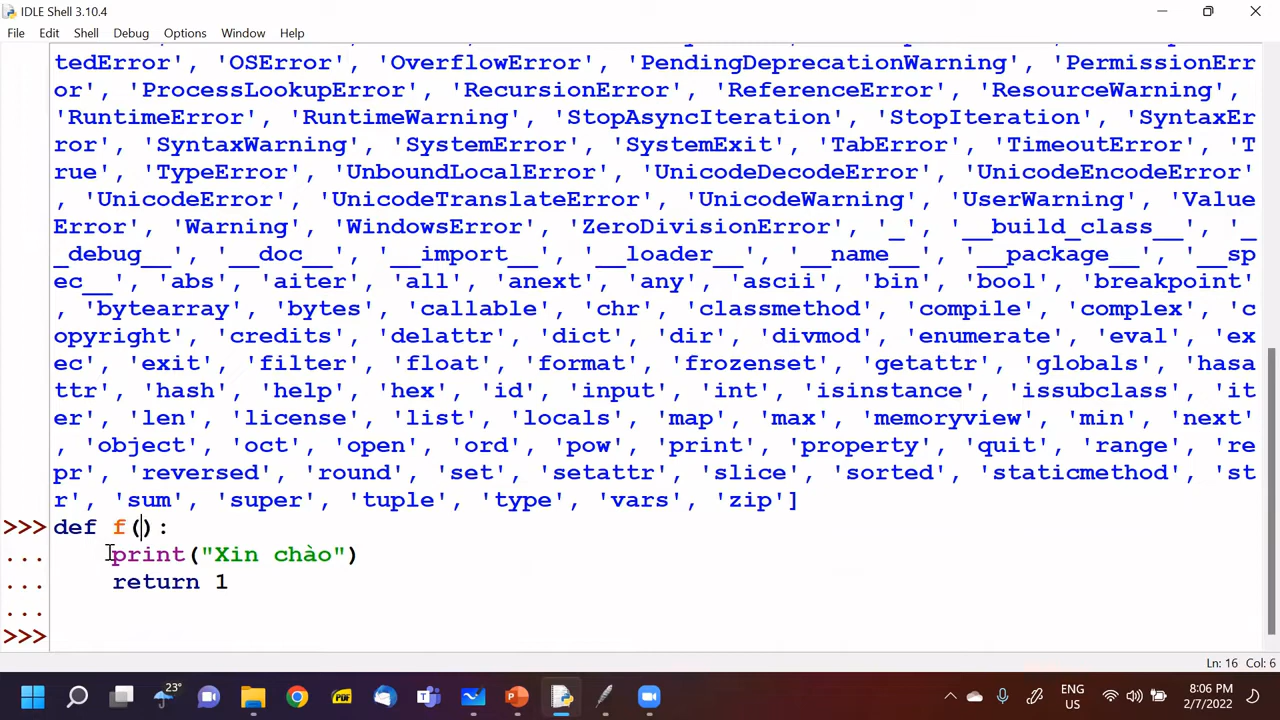 IDLE Shell 3.10.4
File Edit Shell Debug Options Window Help
tedError', 'OSError', 'OverflowError', 'PendingDeprecationWarning', 'PermissionErr
or', 'ProcessLookupError', 'RecursionError', 'ReferenceError', 'ResourceWarning',
'RuntimeError', 'RuntimeWarning', 'StopAsyncIteration', 'StopIteration', 'SyntaxEr
ror', 'SyntaxWarning', 'SystemError', 'SystemExit', 'TabError', 'TimeoutError', 'T
rue', 'TypeError', 'UnboundLocalError', 'UnicodeDecodeError', 'UnicodeEncodeError'
, 'UnicodeError', 'UnicodeTranslateError', 'UnicodeWarning', 'UserWarning', 'Value
Error', 'Warning', 'WindowsError', 'ZeroDivisionError', '_', '__build_class__', '_
_debug__', '__doc__', '__import__', '__loader__', '__name__', '__package__', '__sp
ec__', 'abs', 'aiter', 'all', 'anext', 'any', 'ascii', 'bin', 'bool', 'breakpoint'
, 'bytearray', 'bytes', 'callable', 'chr', 'classmethod', 'compile', 'complex', 'c
opyright', 'credits', 'delattr', 'dict', 'dir', 'divmod', 'enumerate', 'eval', 'ex
ec', 'exit', 'filter', 'float', 'format', 'frozenset', 'getattr', 'globals', 'hasa
ttr', 'hash', 'help', 'hex', 'id', 'input', 'int', 'isinstance', 'issubclass', 'it
er', 'len', 'license', 'list', 'locals', 'map', 'max', 'memoryview', 'min', 'next'
, 'object', 'oct', 'open', 'ord', 'pow', 'print', 'property', 'quit', 'range', 're
pr', 'reversed', 'round', 'set', 'setattr', 'slice', 'sorted', 'staticmethod', 'st
r', 'sum', 'super', 'tuple', 'type', 'vars', 'zip']
>>> def f():
... print("Xin chào")
... return 1
...
>>>
Ln: 16 Col: 6
23°
PDF
ENG
US
8:06 PM
2/7/2022